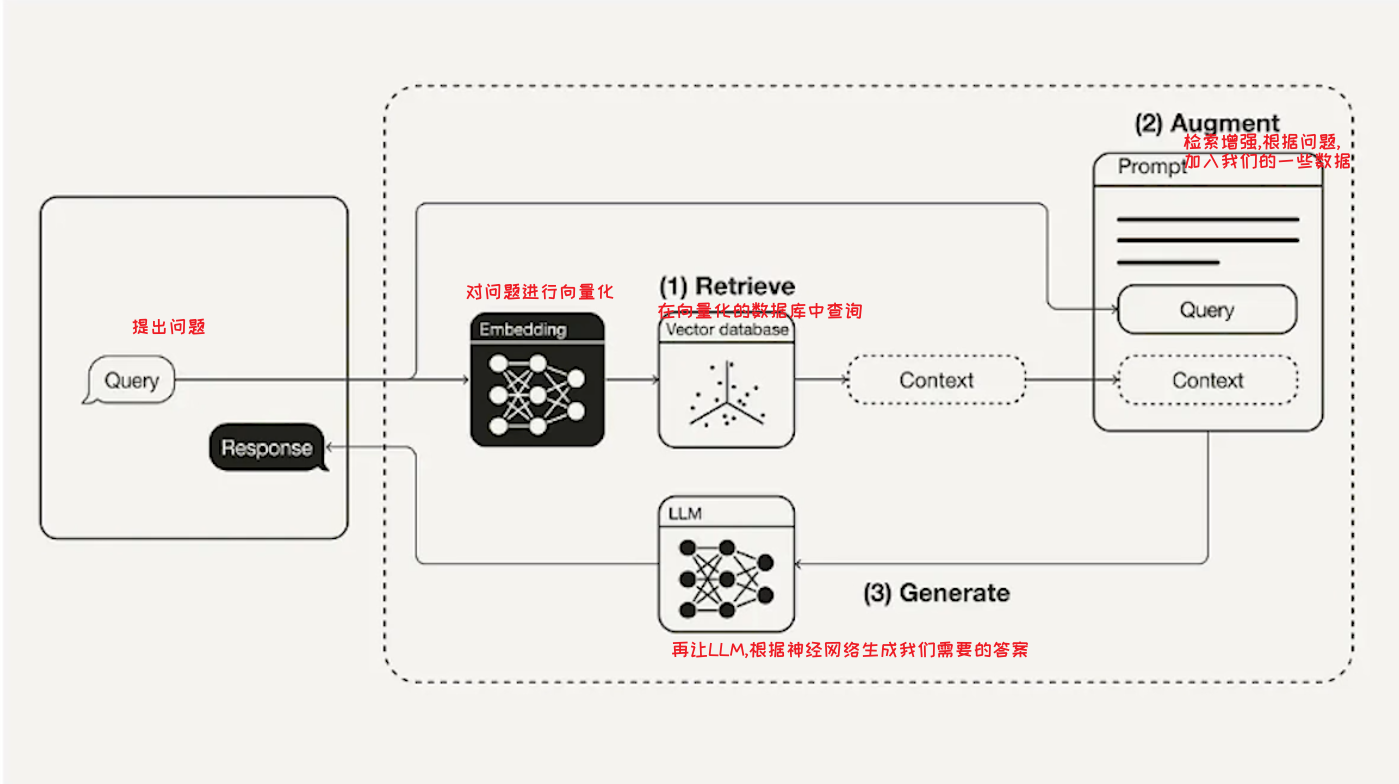 (2) Augment
检索增强,根据问题,
加入我们的一些数据
Prompt
(1) Retrieve
对问题进行向量化
在向量化的数据库中查询
提出问题
Embedding
Vector database
Query
Query
Context
Context
Response
LLM
(3) Generate
再让LLM,根据神经网络生成我们需要的答案